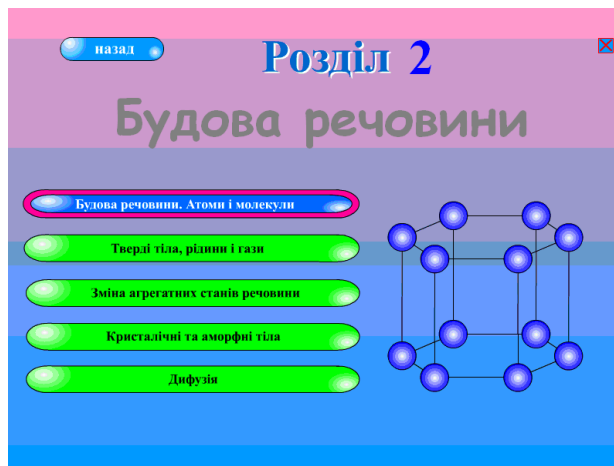 назад
Розділ 2
Будова речовини
Будова речовини. Атоми і молекули
Тверді тіла, рідини і гази
Зміна агрегатних станів речовини
Кристалічні та аморфні тіла
Дифузія